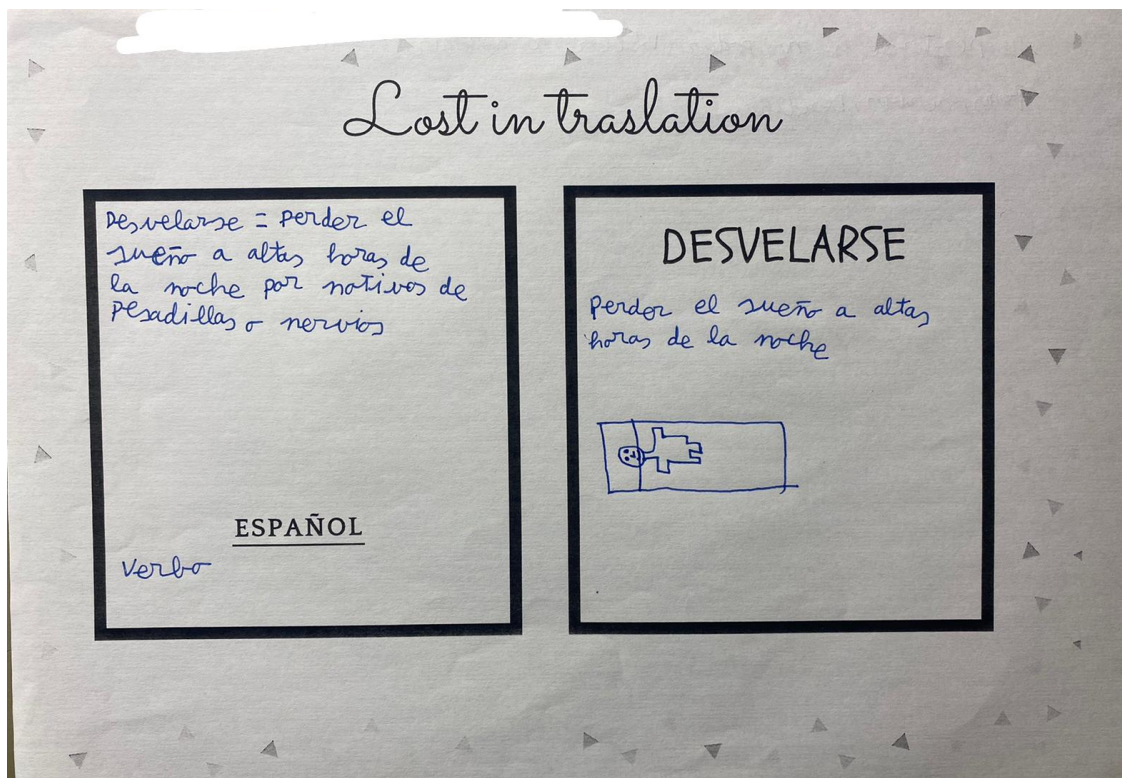 Lost in traslation
Desvelarse = Perder el
sueño a altas horas de
la noche por motivos de
Pesadillas o nervios
ESPAÑOL
Verbo
DESVELARSE
Perder el sueño a altas
horas de la noche